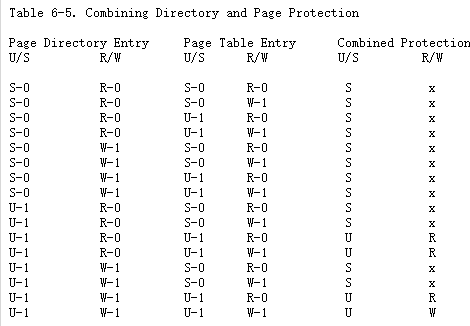 Table 6-5. Combining Directory and Page Protection
Page Directory Entry Page Table Entry Combined Protection
U/S R/W U/S R/W U/S R/W
S-0 R-0 S-0 R-0 S x
S-0 R-0 S-0 W-1 S x
S-0 R-0 U-1 R-0 S x
S-0 R-0 U-1 W-1 S x
S-0 W-1 S-0 R-0 S x
S-0 W-1 S-0 W-1 S x
S-0 W-1 U-1 R-0 S x
S-0 W-1 U-1 W-1 S x
U-1 R-0 S-0 R-0 S x
U-1 R-0 S-0 W-1 S x
U-1 R-0 U-1 R-0 U R
U-1 R-0 U-1 W-1 U R
U-1 W-1 S-0 R-0 S x
U-1 W-1 S-0 W-1 S x
U-1 W-1 U-1 R-0 U R
U-1 W-1 U-1 W-1 U W